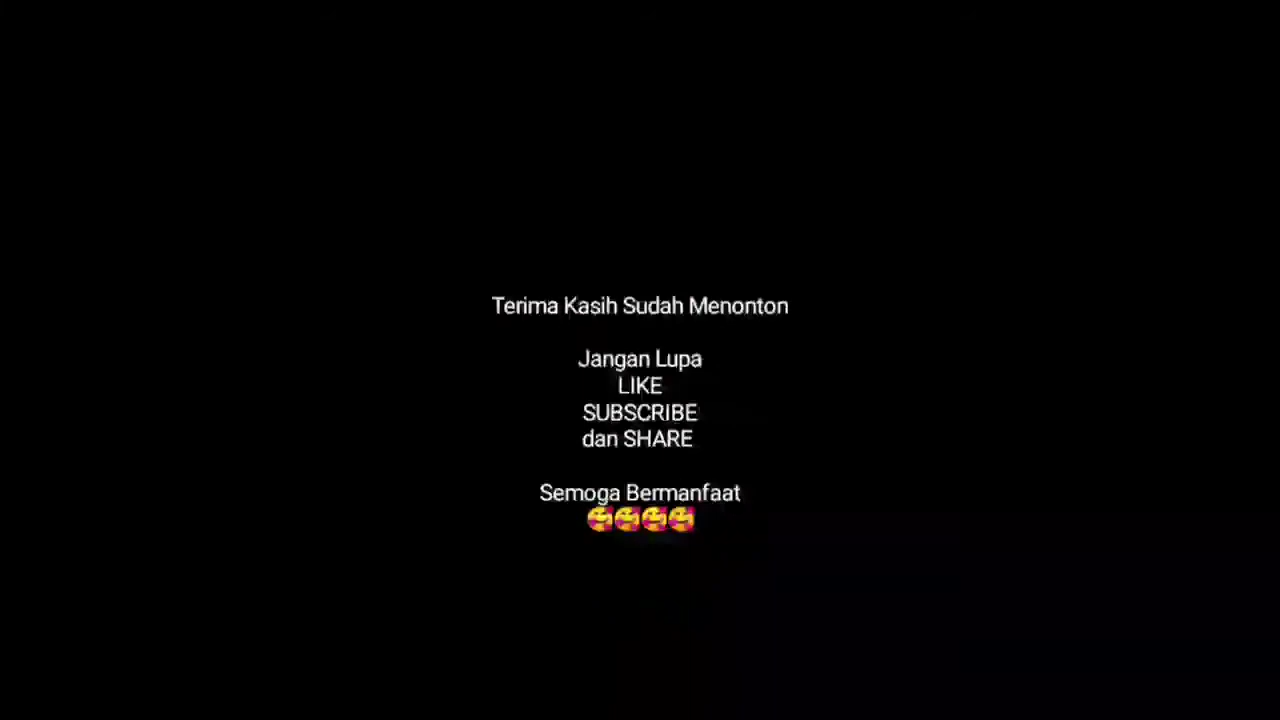 Terima Kasih Sudah Menonton
Jangan Lupa
LIKE
SUBSCRIBE
dan SHARE
Semoga Bermanfaat
🥰🥰🥰🥰